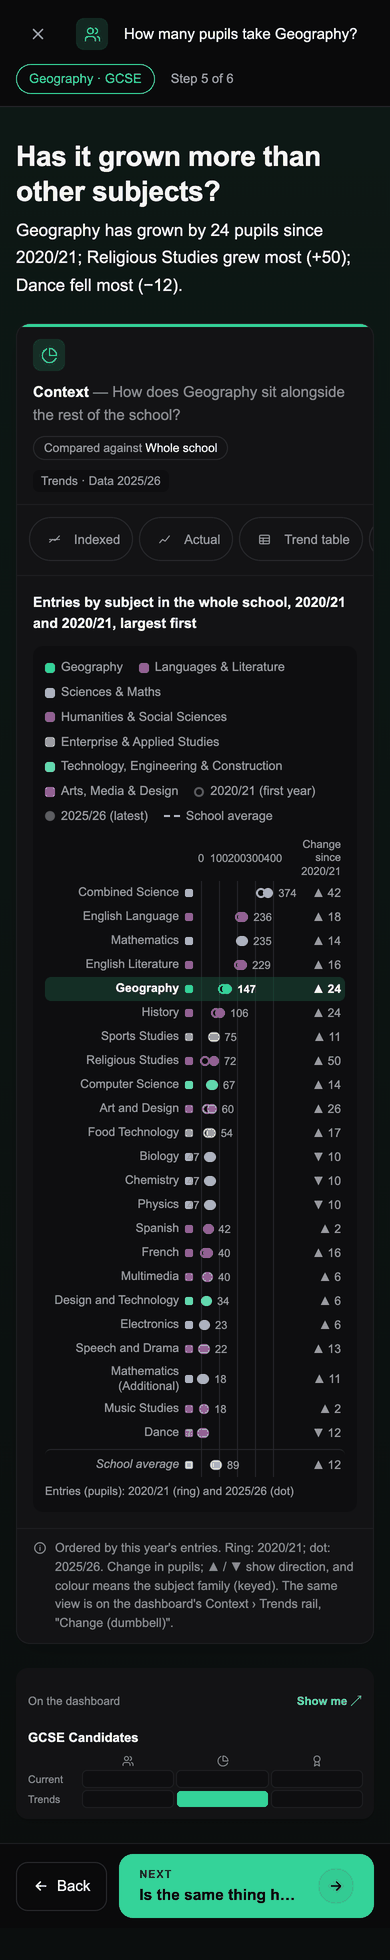 How many pupils take Geography?
Geography · GCSE Step 5 of 6
Has it grown more than
other subjects?
Geography has grown by 24 pupils since
2020/21; Religious Studies grew most (+50);
Dance fell most (−12).
Context — How does Geography sit alongside
the rest of the school?
Compared against Whole school
Trends · Data 2025/26
Indexed Actual Trend table
Entries by subject in the whole school, 2020/21
and 2020/21, largest first
Geography Languages & Literature
Sciences & Maths
Humanities & Social Sciences
Enterprise & Applied Studies
Technology, Engineering & Construction
Arts, Media & Design 2020/21 (first year)
2025/26 (latest) School average
0 100 200 300 400 Change
since
2020/21
Combined Science 374 ▲ 42
English Language 236 ▲ 18
Mathematics 235 ▲ 14
English Literature 229 ▲ 16
Geography 147 ▲ 24
History 106 ▲ 24
Sports Studies 75 ▲ 11
Religious Studies 72 ▲ 50
Computer Science 67 ▲ 14
Art and Design 60 ▲ 26
Food Technology 54 ▲ 17
Biology 7 ▼ 10
Chemistry 7 ▼ 10
Physics 7 ▼ 10
Spanish 42 ▲ 2
French 40 ▲ 16
Multimedia 40 ▲ 6
Design and Technology 34 ▲ 6
Electronics 23 ▲ 6
Speech and Drama 22 ▲ 13
Mathematics
(Additional) 18 ▲ 11
Music Studies 18 ▲ 2
Dance ▼ 12
School average 89 ▲ 12
Entries (pupils): 2020/21 (ring) and 2025/26 (dot)
Ordered by this year's entries. Ring: 2020/21; dot:
2025/26. Change in pupils; ▲ / ▼ show direction, and
colour means the subject family (keyed). The same
view is on the dashboard's Context › Trends rail,
"Change (dumbbell)".
On the dashboard Show me ↗
GCSE Candidates
Current
Trends
← Back
NEXT
Is the same thing h... →